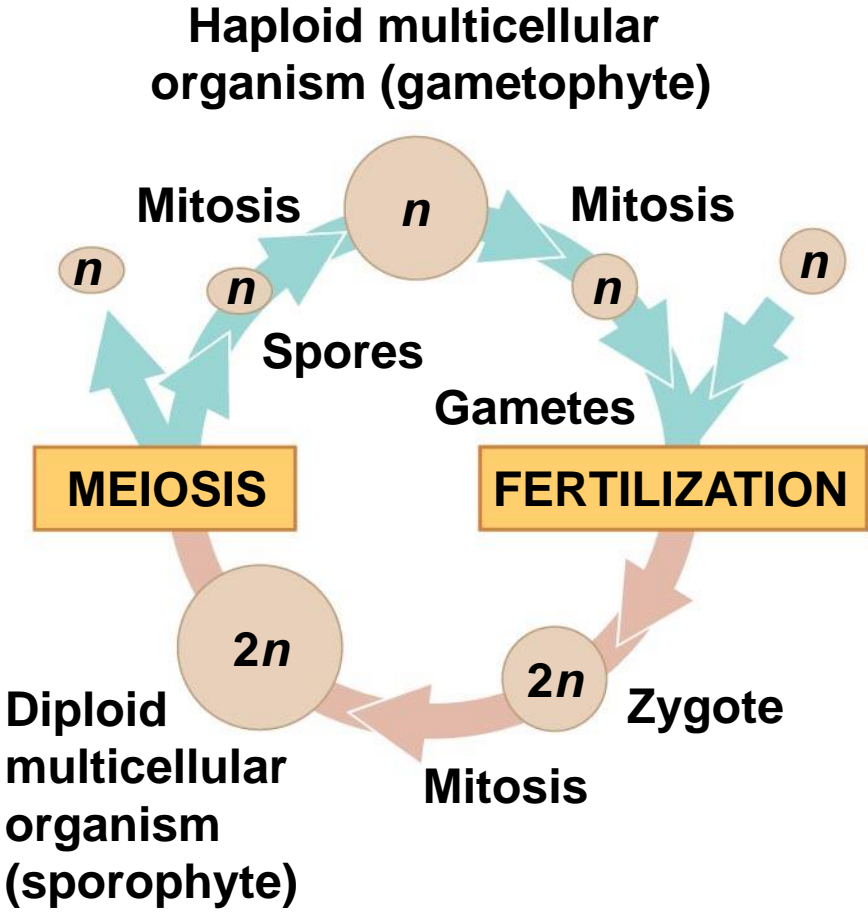 Haploid multicellular
organism (gametophyte)
Mitosis
n
Mitosis
n
n
n
n
Spores
Gametes
MEIOSIS
FERTILIZATION
2n
2n
Zygote
Diploid
multicellular
organism
(sporophyte)
Mitosis